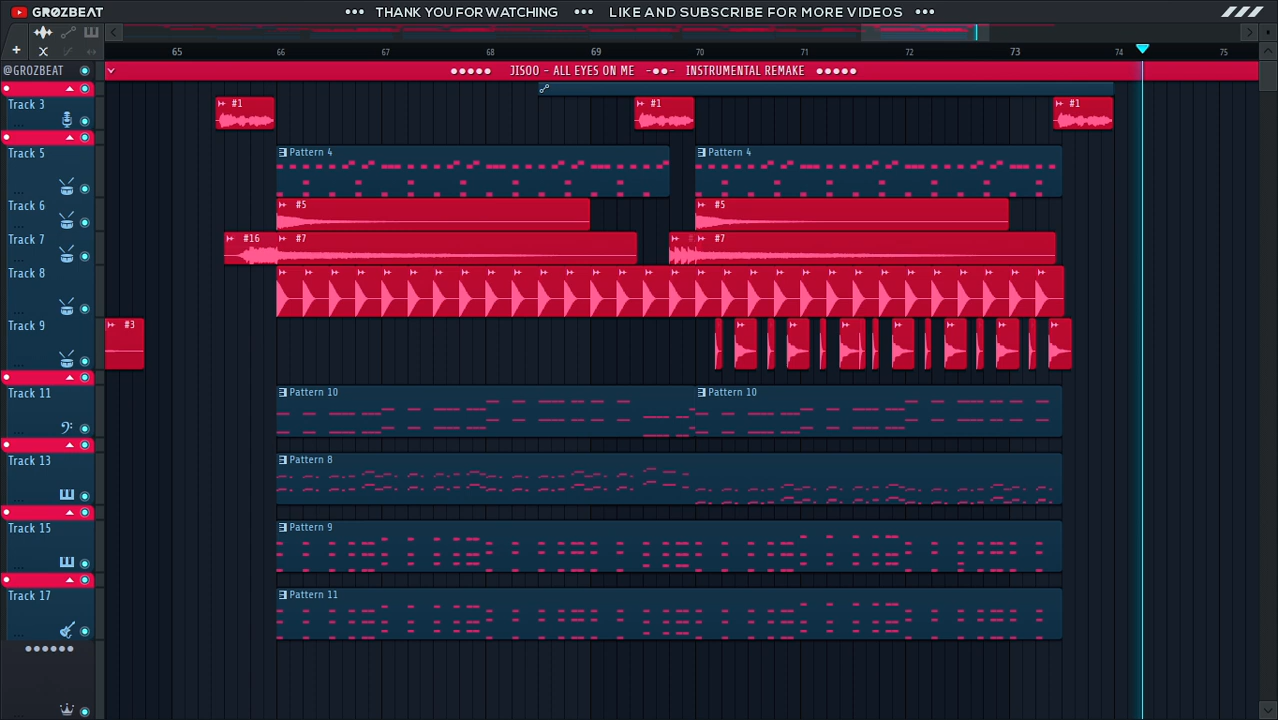 GRØZBEAT
••• THANK YOU FOR WATCHING ••• LIKE AND SUBSCRIBE FOR MORE VIDEOS •••
65 66 67 68 69 70 71 72 73 74 75
@GROZBEAT
••••• JISOO - ALL EYES ON ME -●●- INSTRUMENTAL REMAKE •••••
Track 3
#1 #1 #1
Track 5
Pattern 4 Pattern 4
Track 6
#5 #5
Track 7
#16 #7 #7
Track 8
Track 9
#3
Track 11
Pattern 10 Pattern 10
Track 13
Pattern 8
Track 15
Pattern 9
Track 17
Pattern 11